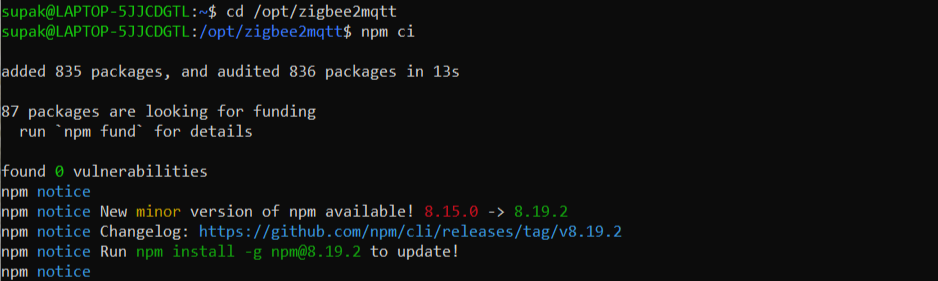 supak@LAPTOP-5JJCDGTL:~$ cd /opt/zigbee2mqtt
supak@LAPTOP-5JJCDGTL:/opt/zigbee2mqtt$ npm ci
added 835 packages, and audited 836 packages in 13s
87 packages are looking for funding
  run `npm fund` for details
found 0 vulnerabilities
npm notice
npm notice New minor version of npm available! 8.15.0 -> 8.19.2
npm notice Changelog: https://github.com/npm/cli/releases/tag/v8.19.2
npm notice Run npm install -g npm@8.19.2 to update!
npm notice